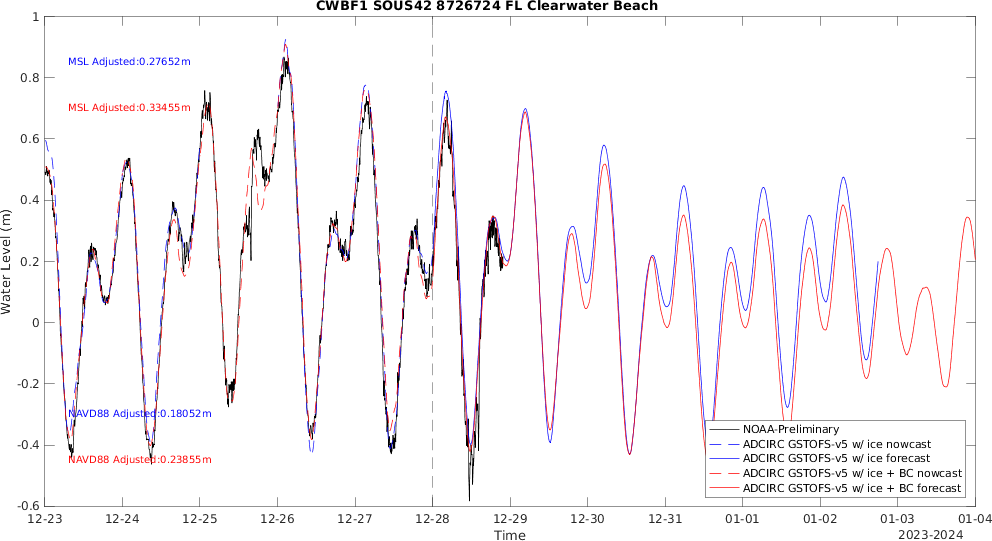 CWBF1 SOUS42 8726724 FL Clearwater Beach
1
0.8
0.6
0.4
0.2
0
-0.2
-0.4
-0.6
Water Level (m)
MSL Adjusted:0.27652m
MSL Adjusted:0.33455m
NAVD88 Adjusted:0.18052m
NAVD88 Adjusted:0.23855m
NOAA-Preliminary
ADCIRC GSTOFS-v5 w/ ice nowcast
ADCIRC GSTOFS-v5 w/ ice forecast
ADCIRC GSTOFS-v5 w/ ice + BC nowcast
ADCIRC GSTOFS-v5 w/ ice + BC forecast
12-23 12-24 12-25 12-26 12-27 12-28 12-29 12-30 12-31 01-01 01-02 01-03 01-04
Time
2023-2024